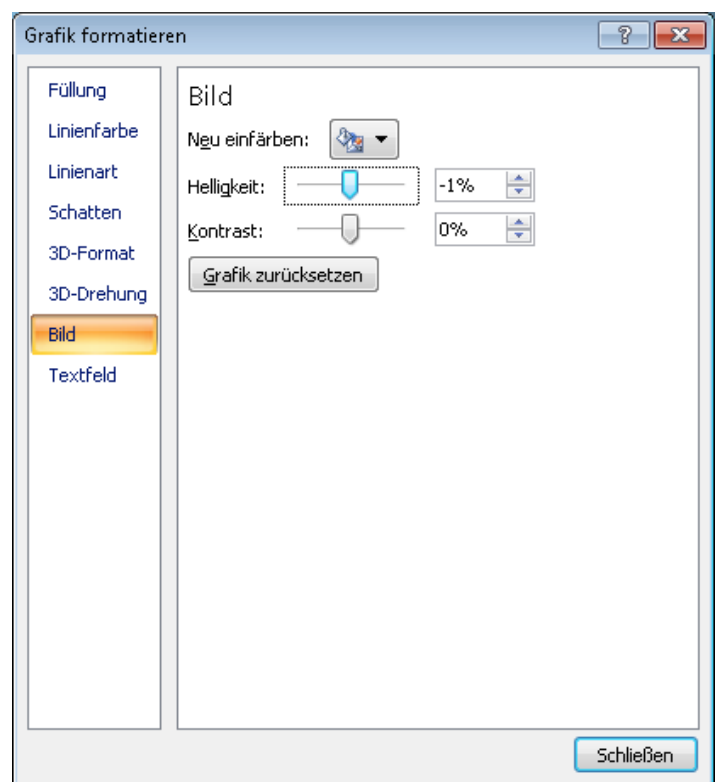 Grafik formatieren
Füllung
Linienfarbe
Linienart
Schatten
3D-Format
3D-Drehung
Bild
Textfeld
Bild
Neu einfärben:
Helligkeit: -1%
Kontrast: 0%
Grafik zurücksetzen
Schließen